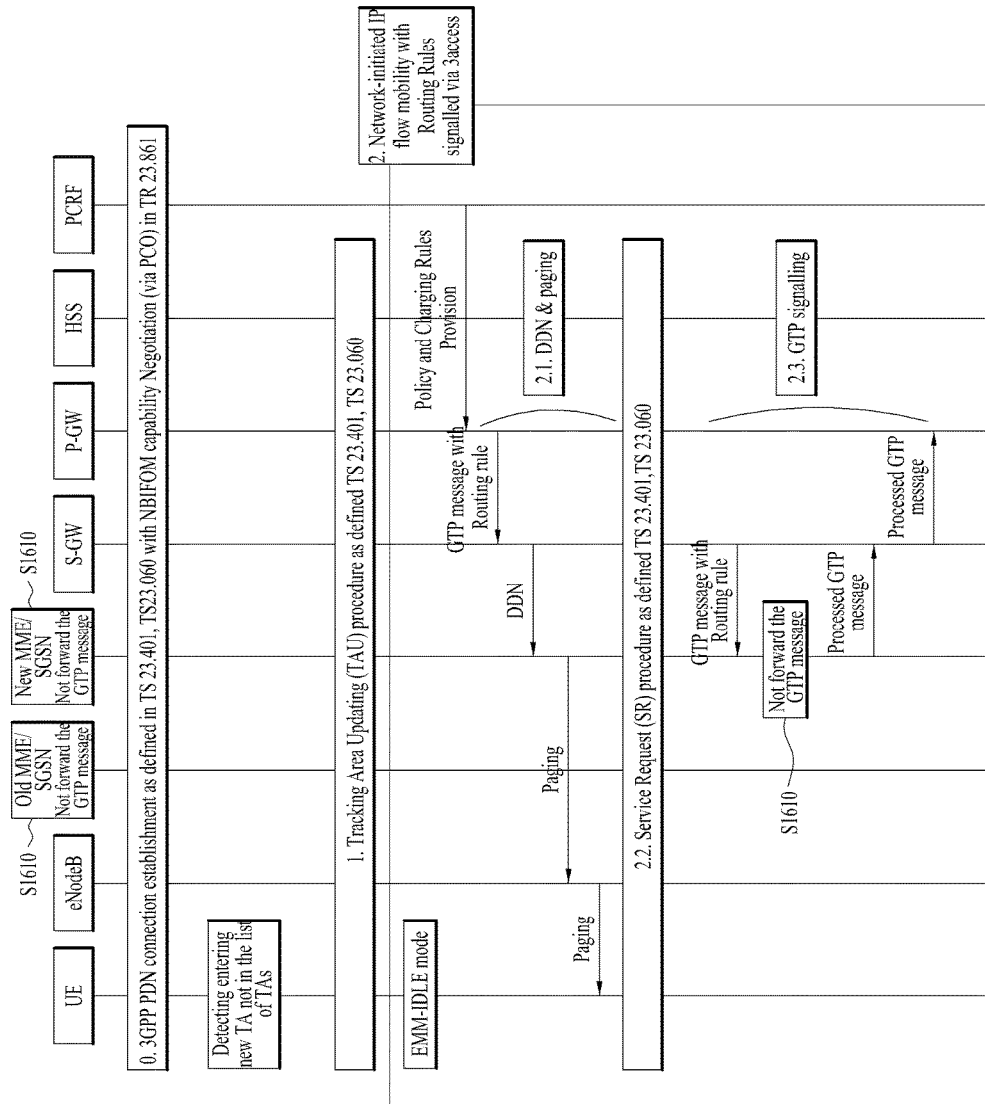 S1610
S1610
UE
eNodeB
Old MME/
SGSN
Not forward the
GTP message
New MME/
SGSN
Not forward the
GTP message
S-GW
P-GW
HSS
PCRF
0. 3GPP PDN connection establishment as defined in TS 23.401, TS23.060 with NBIFOM capability Negotiation (via PCO) in TR 23.861
Detecting entering
new TA not in the list
of TAs
1. Tracking Area Updating (TAU) procedure as defined TS 23.401, TS 23.060
2. Network-initiated IP
flow mobility with
Routing Rules
signalled via 3access
EMM-IDLE mode
Policy and Charging Rules
Provision
GTP message with
Routing rule
2.1. DDN & paging
DDN
Paging
Paging
2.2. Service Request (SR) procedure as defined TS 23.401,TS 23.060
GTP message with
Routing rule
2.3. GTP signalling
Not forward the
GTP message
S1610
Processed GTP
message
Processed GTP
message